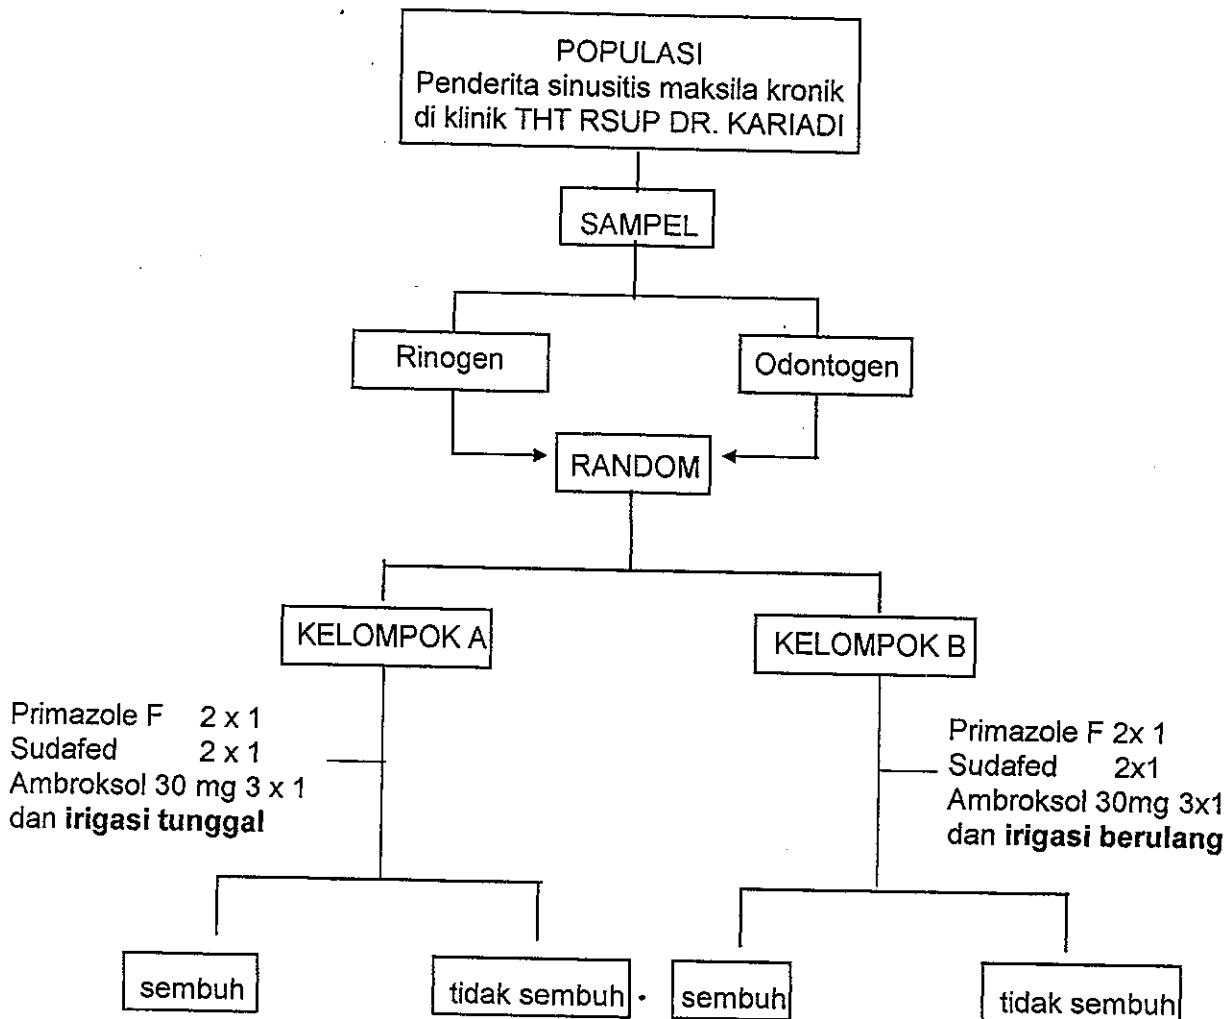 POPULASI
Penderita sinusitis maksila kronik
di klinik THT RSUP DR. KARIADI
SAMPEL
Rinogen
Odontogen
RANDOM
KELOMPOK A
KELOMPOK B
Primazole F 2 x 1
Sudafed 2 x 1
Ambroksol 30 mg 3 x 1
dan irigasi tunggal
Primazole F 2x 1
Sudafed 2x1
Ambroksol 30mg 3x1
dan irigasi berulang
sembuh
tidak sembuh
sembuh
tidak sembuh